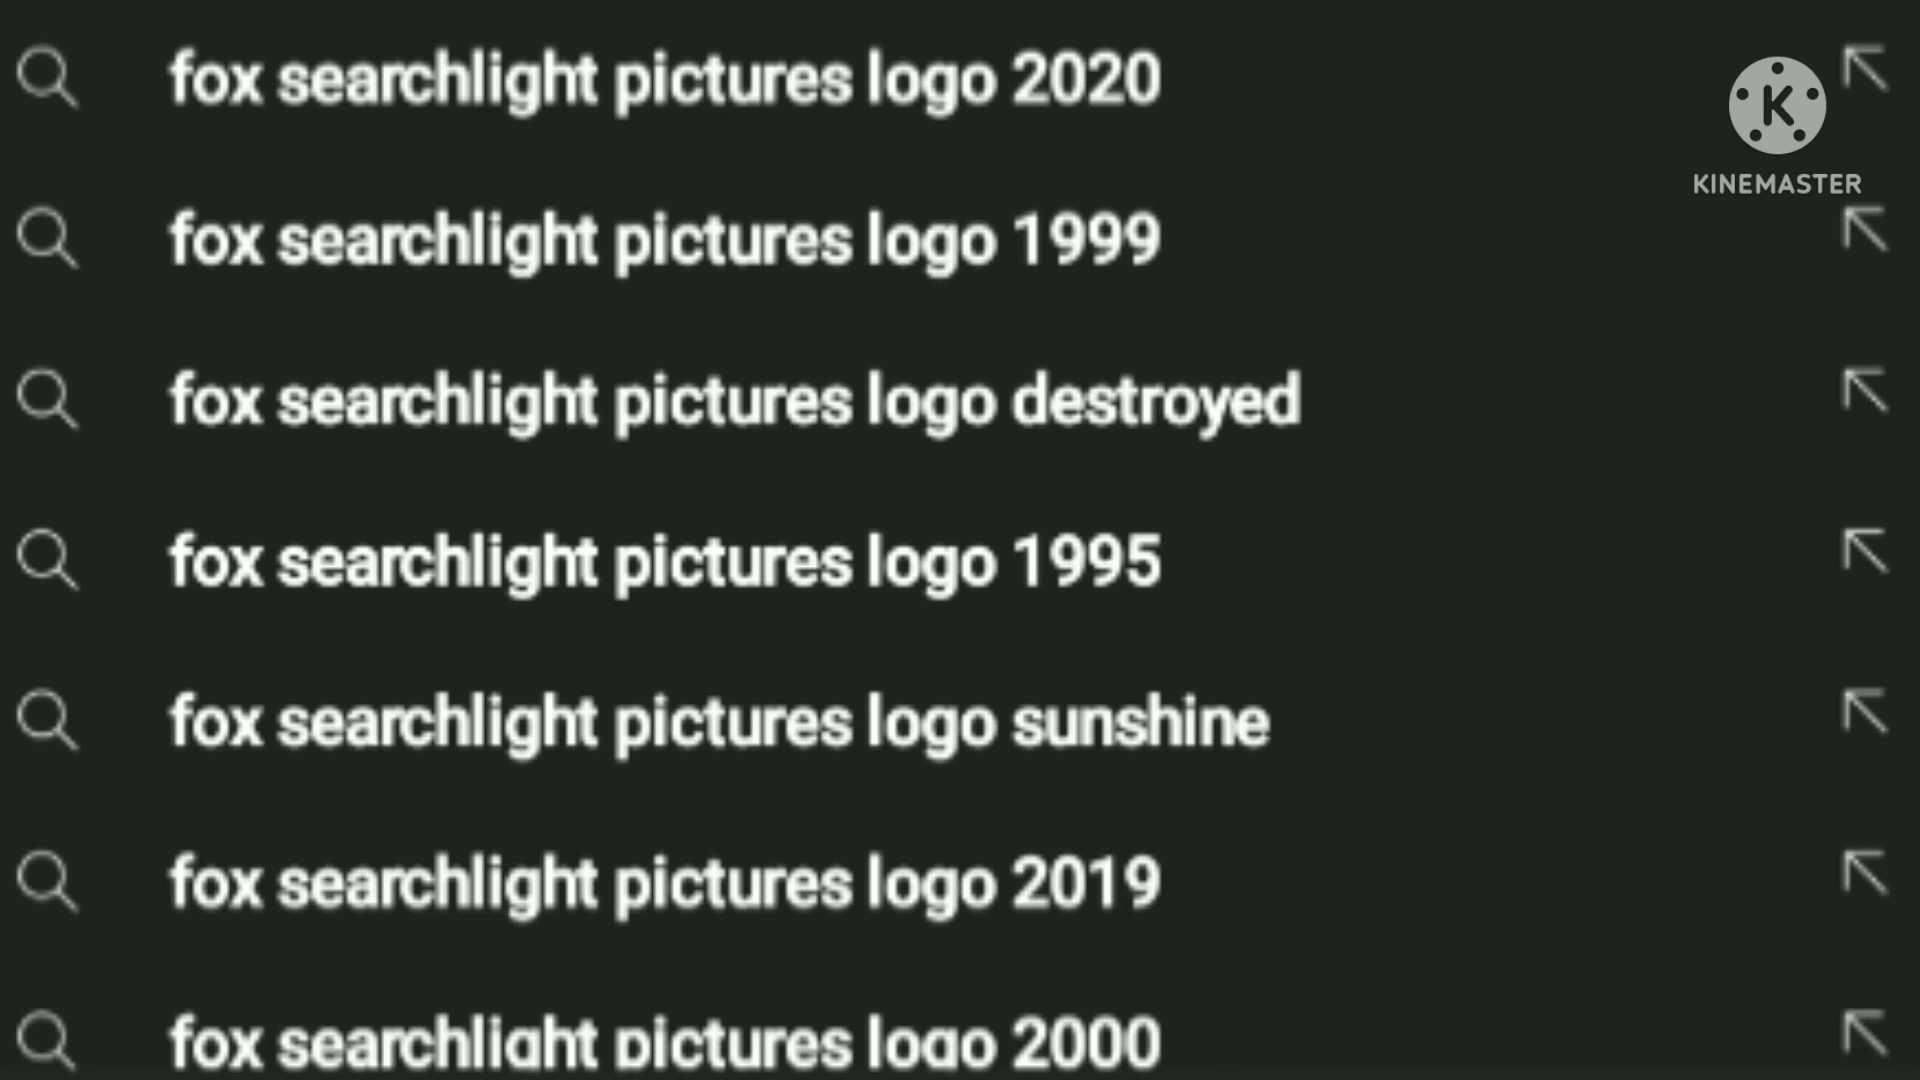 fox searchlight pictures logo 2020
KINEMASTER
fox searchlight pictures logo 1999
fox searchlight pictures logo destroyed
fox searchlight pictures logo 1995
fox searchlight pictures logo sunshine
fox searchlight pictures logo 2019
fox searchlight pictures logo 2000